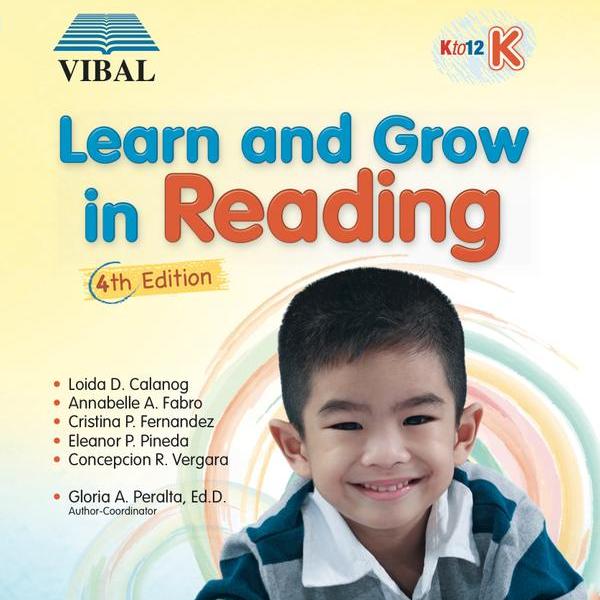 VIBAL
Kto12 K
Learn and Grow
in Reading
4th Edition
• Loida D. Calanog
• Annabelle A. Fabro
• Cristina P. Fernandez
• Eleanor P. Pineda
• Concepcion R. Vergara
• Gloria A. Peralta, Ed.D.
Author-Coordinator